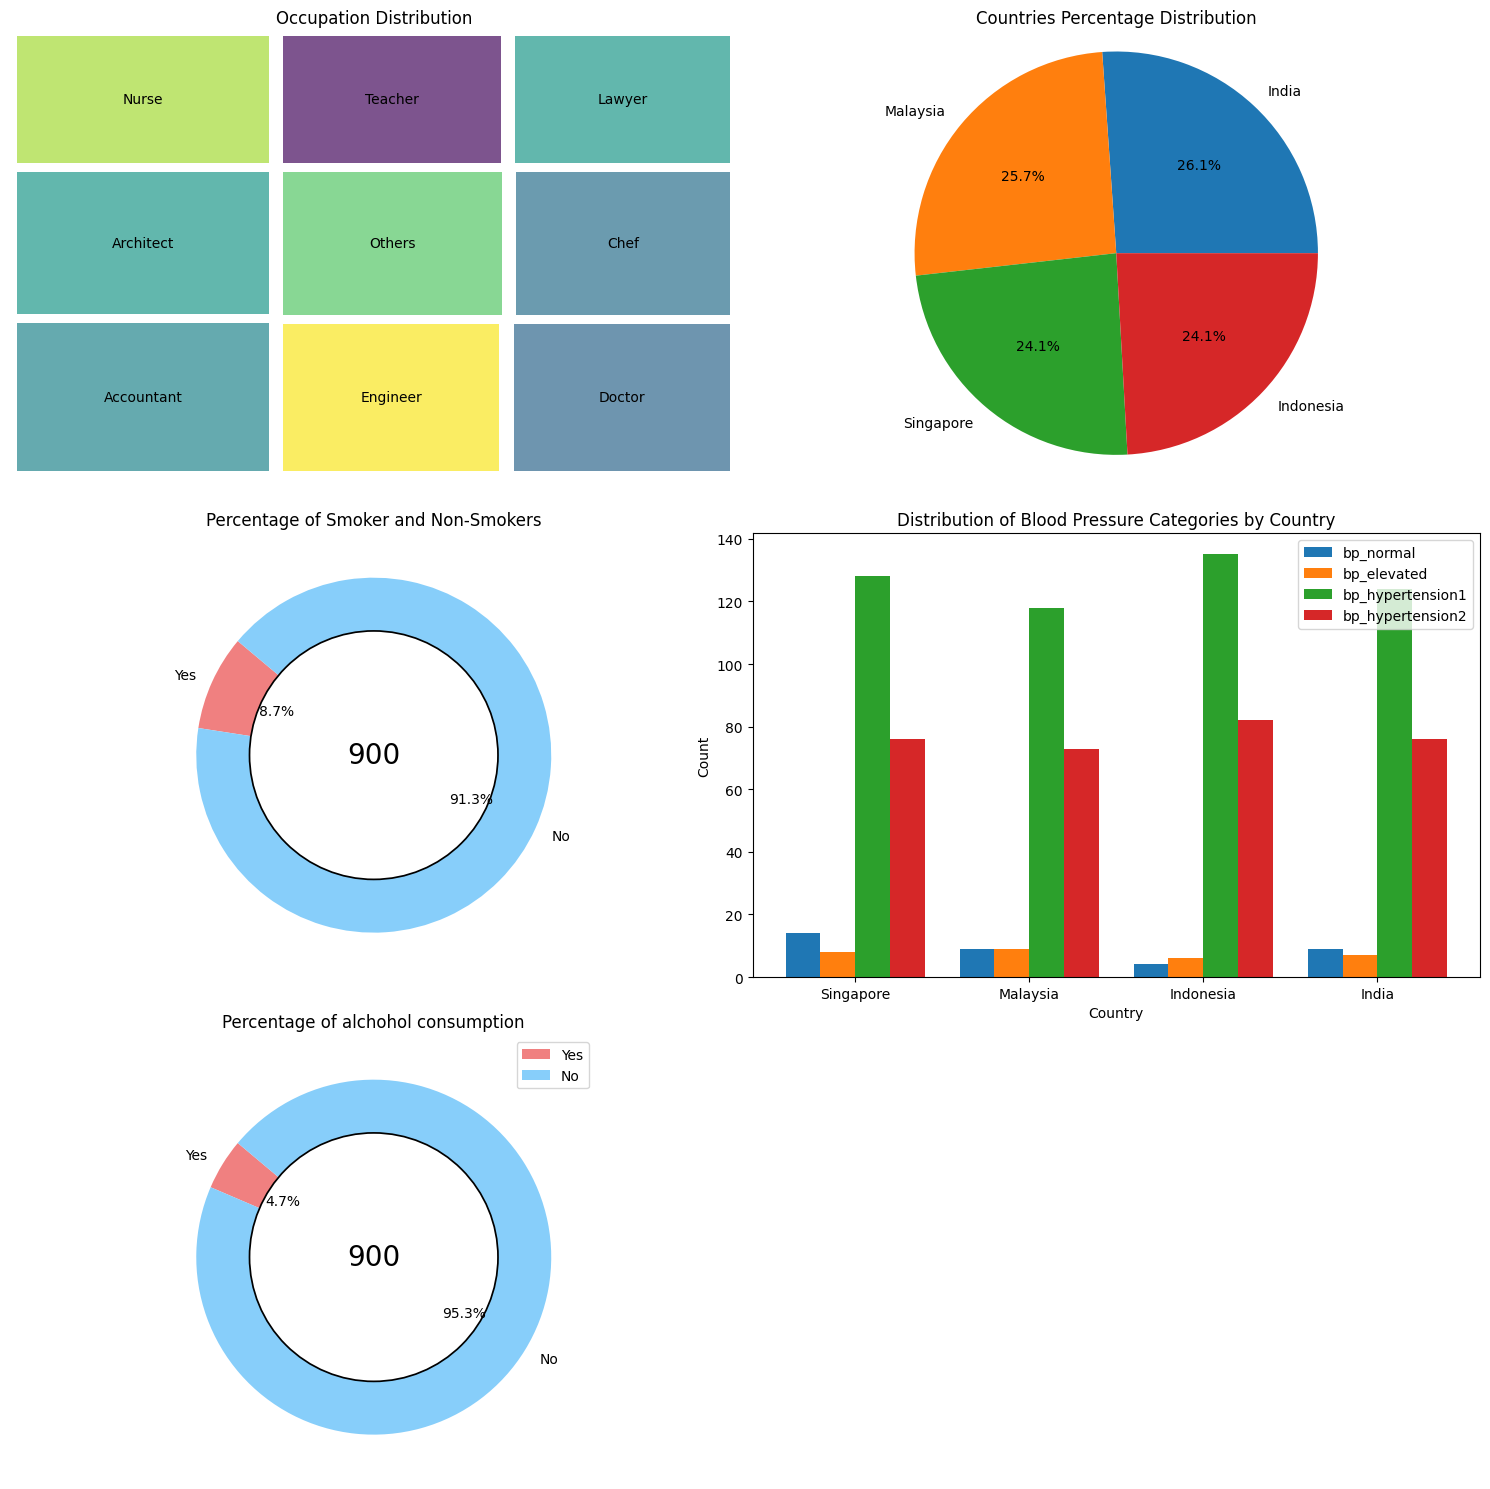 Occupation Distribution
Nurse
Teacher
Lawyer
Architect
Others
Chef
Accountant
Engineer
Doctor
Countries Percentage Distribution
India
Malaysia
26.1%
25.7%
24.1%
24.1%
Singapore
Indonesia
Percentage of Smoker and Non-Smokers
Yes
8.7%
900
91.3%
No
Distribution of Blood Pressure Categories by Country
bp_normal
bp_elevated
bp_hypertension1
bp_hypertension2
Count
140
120
100
80
60
40
20
0
Singapore
Malaysia
Indonesia
India
Country
Percentage of alchohol consumption
Yes
No
Yes
4.7%
900
95.3%
No